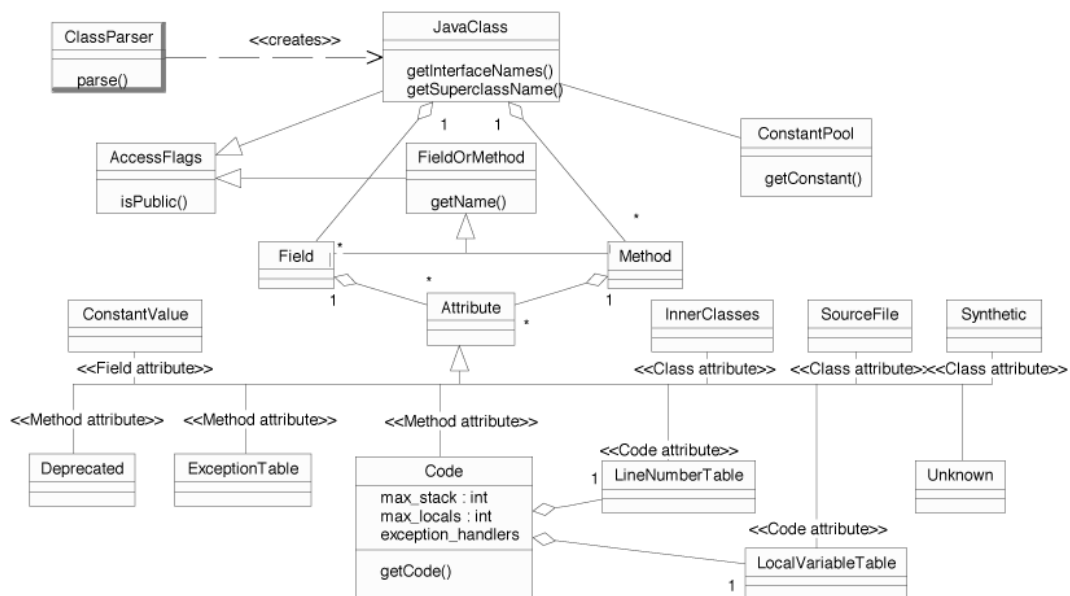 ClassParser
parse()
<<creates>>
JavaClass
getInterfaceNames()
getSuperclassName()
1
1
ConstantPool
getConstant()
AccessFlags
isPublic()
FieldOrMethod
getName()
*
*
Field
Method
1
*
1
Attribute
*
ConstantValue
<<Field attribute>>
InnerClasses
<<Class attribute>>
SourceFile
<<Class attribute>>
Synthetic
<<Class attribute>>
<<Method attribute>>
<<Method attribute>>
<<Method attribute>>
Deprecated
ExceptionTable
Code
max_stack : int
max_locals : int
exception_handlers
getCode()
<<Code attribute>>
1
LineNumberTable
Unknown
<<Code attribute>>
LocalVariableTable
1